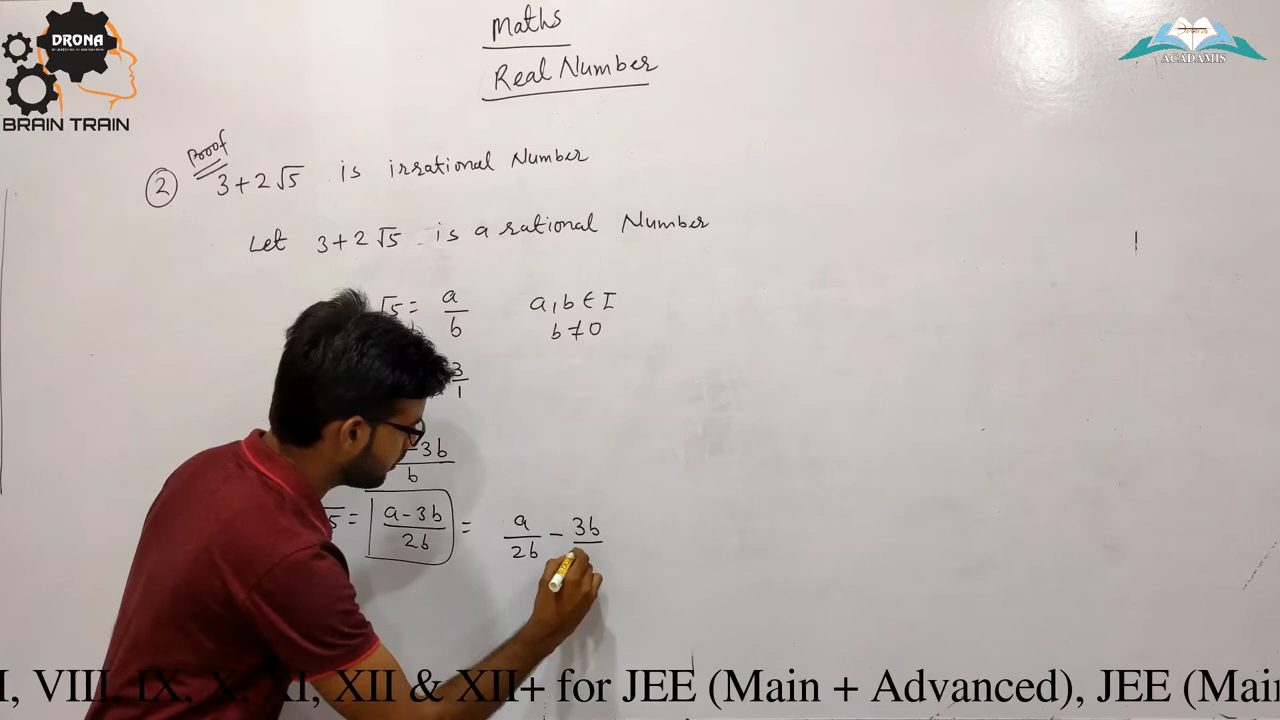 Maths
Real Number
DRONA
BRAIN TRAIN
Drona
ACADAMIS
Proof
② 3+2√5 is irrational Number
Let 3+2√5 is a rational Number
√5 = a/b a, b ∈ I
b ≠ 0
3/1
-3b/b
√5 = (a-3b)/2b = a/2b - 3b/
I, VIII, IX, X, XI, XII & XII+ for JEE (Main + Advanced), JEE (Mai